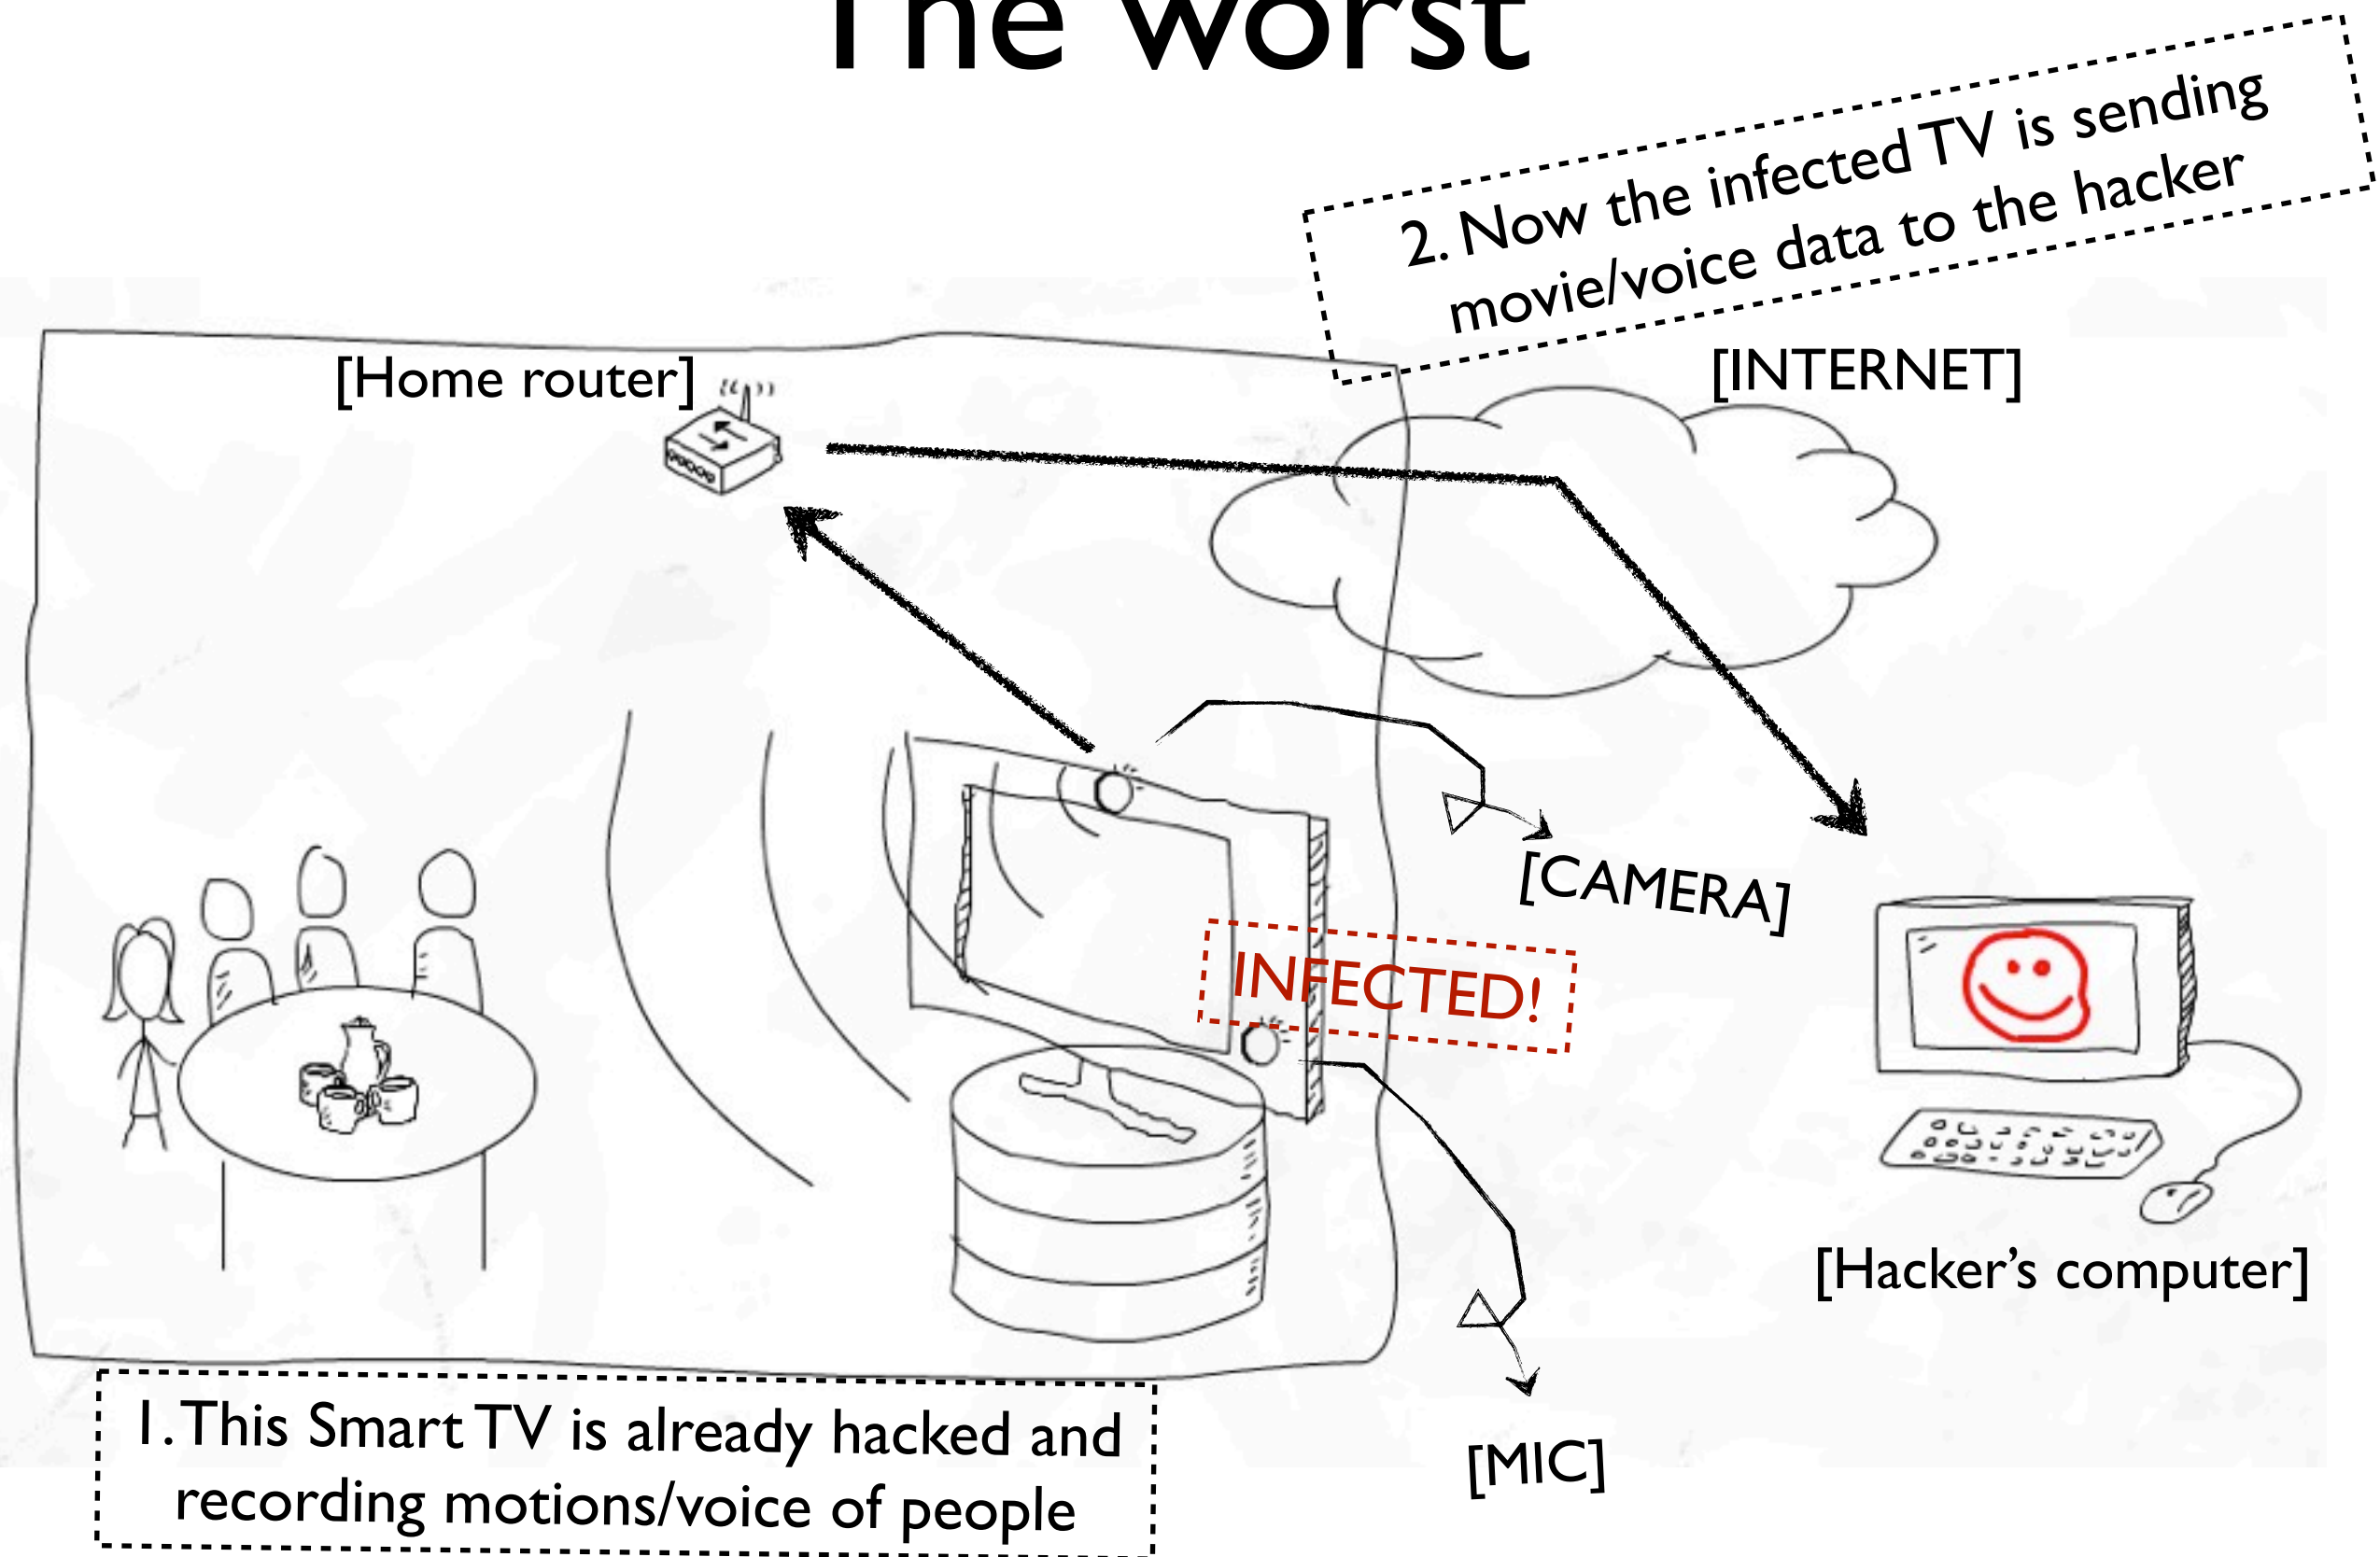 The worst
2. Now the infected TV is sending
movie/voice data to the hacker
[Home router]
[INTERNET]
[CAMERA]
INFECTED!
[Hacker’s computer]
1. This Smart TV is already hacked and
recording motions/voice of people
[MIC]